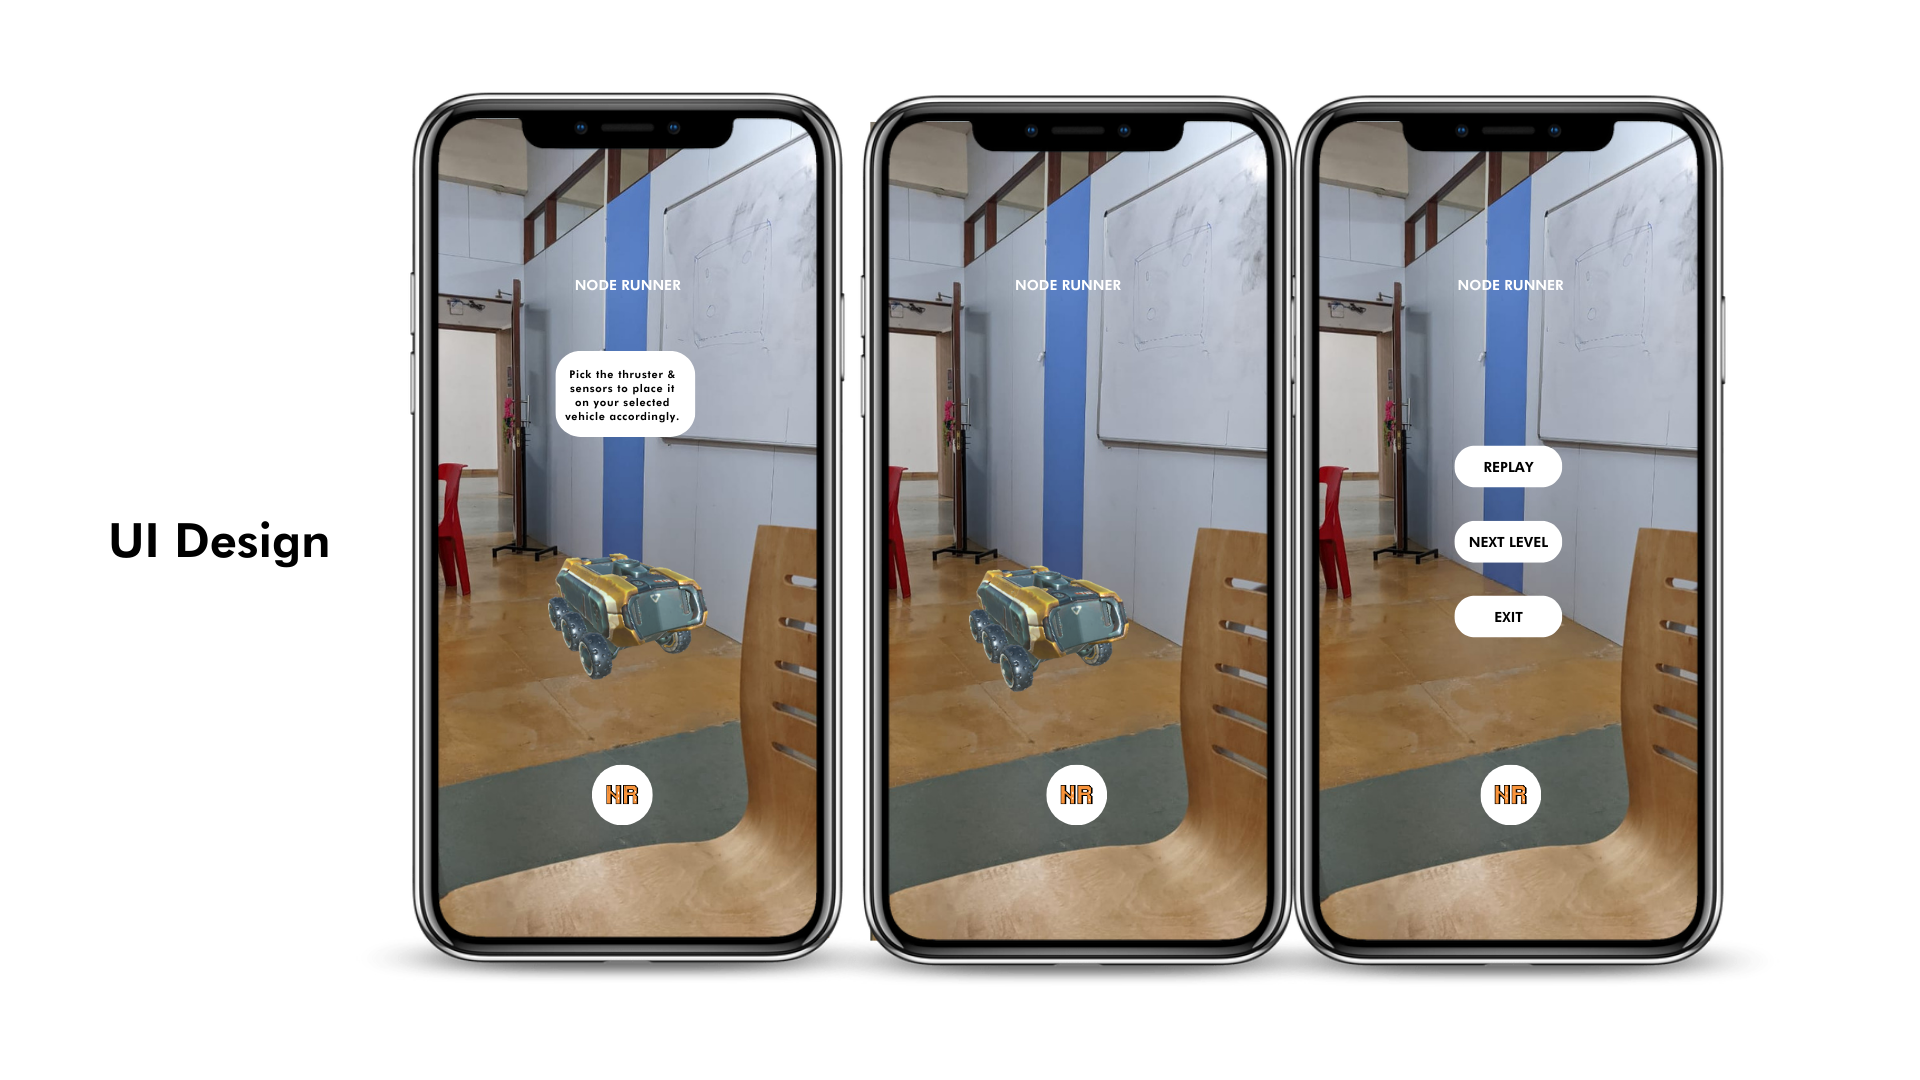 UI Design
NODE RUNNER
Pick the thruster &
sensors to place it
on your selected
vehicle accordingly.
NR
NODE RUNNER
NR
NODE RUNNER
REPLAY
NEXT LEVEL
EXIT
NR